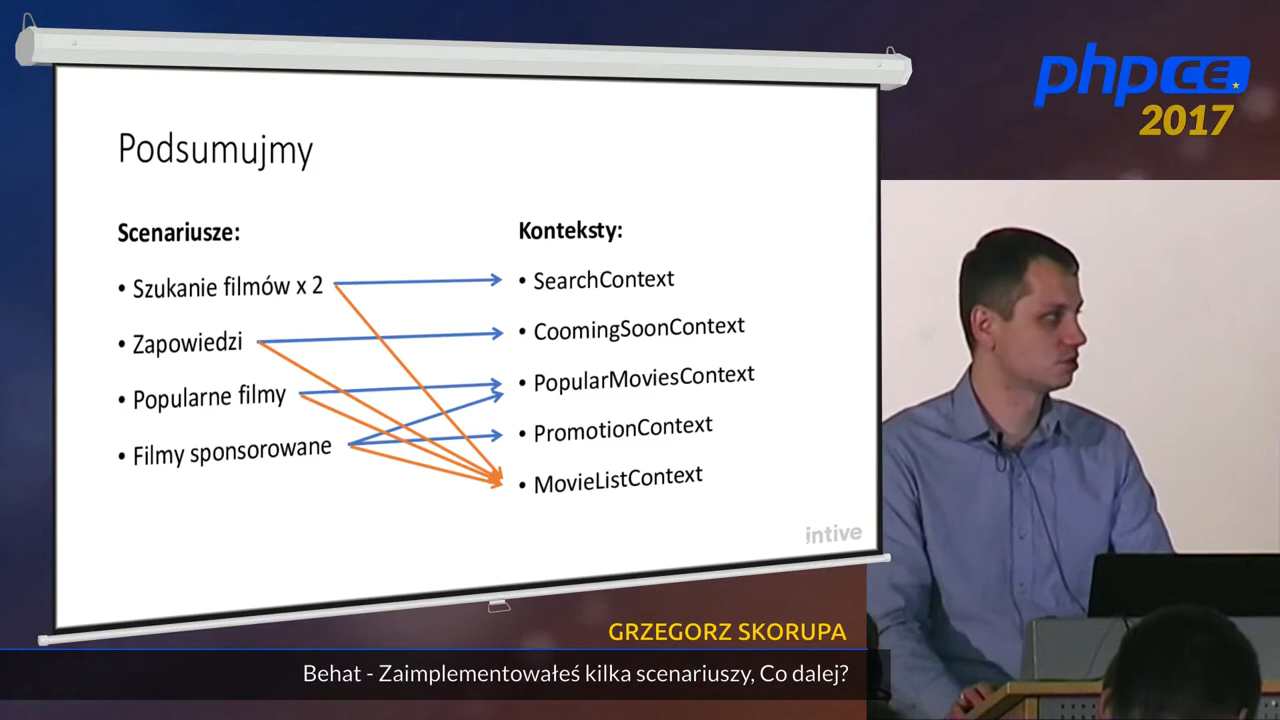 phpCE
2017
Podsumujmy
Scenariusze:
• Szukanie filmów x 2
• Zapowiedzi
• Popularne filmy
• Filmy sponsorowane
Konteksty:
• SearchContext
• CoomingSoonContext
• PopularMoviesContext
• PromotionContext
• MovieListContext
intive
GRZEGORZ SKORUPA
Behat - Zaimplementowałeś kilka scenariuszy, Co dalej?